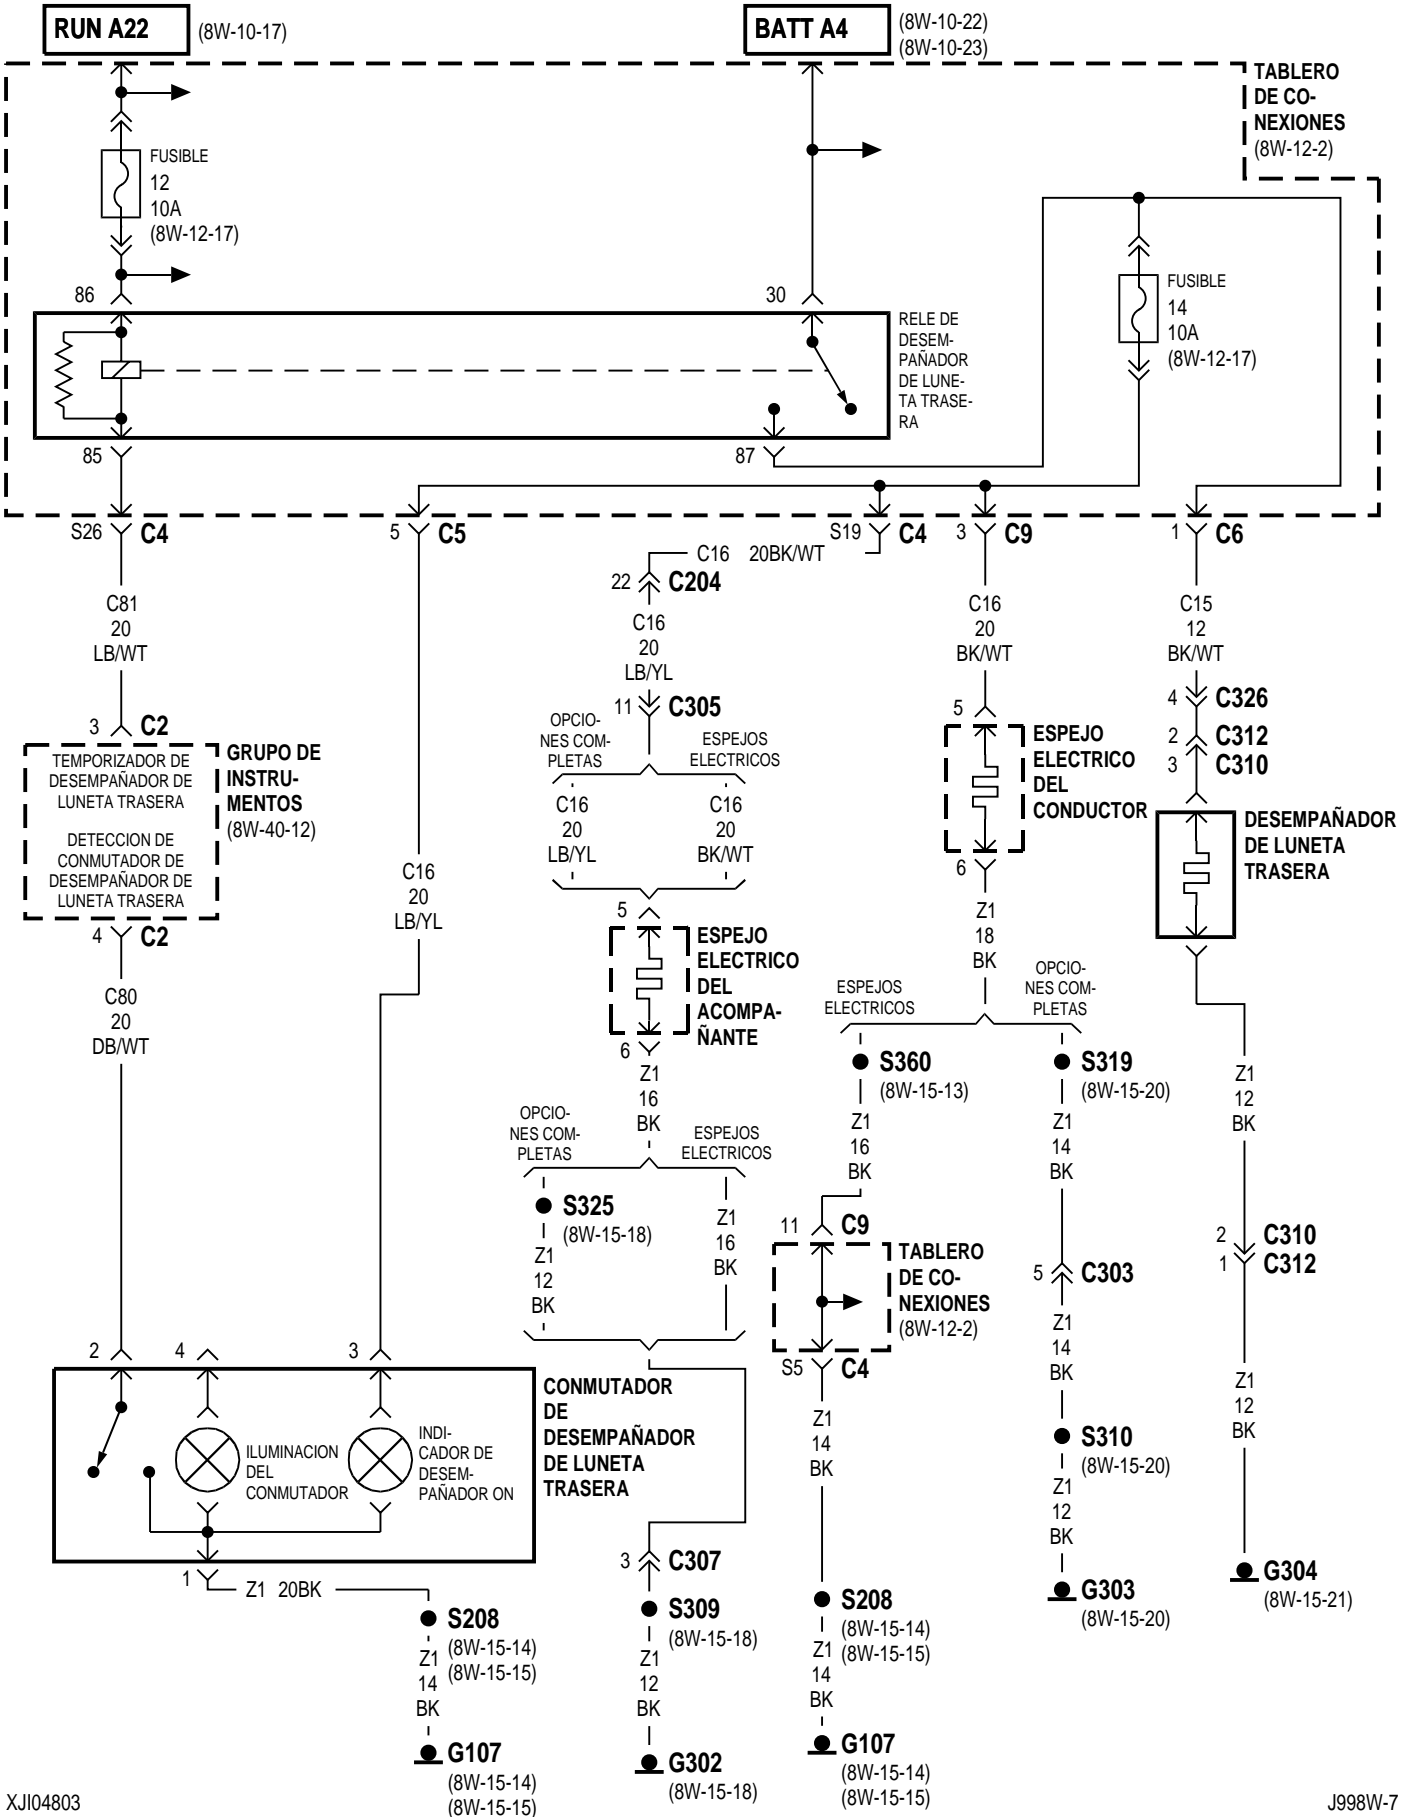 RUN A22
(8W-10-17)
BATT A4
(8W-10-22)
(8W-10-23)
TABLERO
DE CO-
NEXIONES
(8W-12-2)
FUSIBLE
12
10A
(8W-12-17)
FUSIBLE
14
10A
(8W-12-17)
86
30
RELE DE
DESEM-
PAÑADOR
DE LUNE-
TA TRASE-
RA
85
87
S26 C4
5 C5
S19 C4
3 C9
1 C6
C16 20BK/WT
22 C204
C81
20
LB/WT
C16
20
LB/YL
C16
20
BK/WT
C15
12
BK/WT
11 C305
4 C326
2 C312
3 C310
3 C2
TEMPORIZADOR DE
DESEMPAÑADOR DE
LUNETA TRASERA
DETECCION DE
CONMUTADOR DE
DESEMPAÑADOR DE
LUNETA TRASERA
GRUPO DE
INSTRU-
MENTOS
(8W-40-12)
4 C2
C80
20
DB/WT
C16
20
LB/YL
OPCIO-
NES COM-
PLETAS
ESPEJOS
ELECTRICOS
C16
20
LB/YL
C16
20
BK/WT
5
ESPEJO
ELECTRICO
DEL
ACOMPA-
ÑANTE
6
Z1
16
BK
5
ESPEJO
ELECTRICO
DEL
CONDUCTOR
6
Z1
18
BK
DESEMPAÑADOR
DE LUNETA
TRASERA
ESPEJOS
ELECTRICOS
OPCIO-
NES COM-
PLETAS
S360
(8W-15-13)
S319
(8W-15-20)
Z1
16
BK
Z1
14
BK
Z1
12
BK
OPCIO-
NES COM-
PLETAS
ESPEJOS
ELECTRICOS
S325
(8W-15-18)
Z1
12
BK
Z1
16
BK
11 C9
TABLERO
DE CO-
NEXIONES
(8W-12-2)
S5 C4
5 C303
2 C310
1 C312
Z1
14
BK
Z1
14
BK
Z1
12
BK
S310
(8W-15-20)
Z1
12
BK
2
4
3
CONMUTADOR
DE
DESEMPAÑADOR
DE LUNETA
TRASERA
ILUMINACION
DEL
CONMUTADOR
INDI-
CADOR DE
DESEM-
PAÑADOR ON
1
Z1 20BK
S208
(8W-15-14)
(8W-15-15)
Z1
14
BK
G107
(8W-15-14)
(8W-15-15)
3 C307
S309
(8W-15-18)
Z1
12
BK
G302
(8W-15-18)
S208
(8W-15-14)
(8W-15-15)
Z1
14
BK
G107
(8W-15-14)
(8W-15-15)
G303
(8W-15-20)
G304
(8W-15-21)
XJI04803
J998W-7